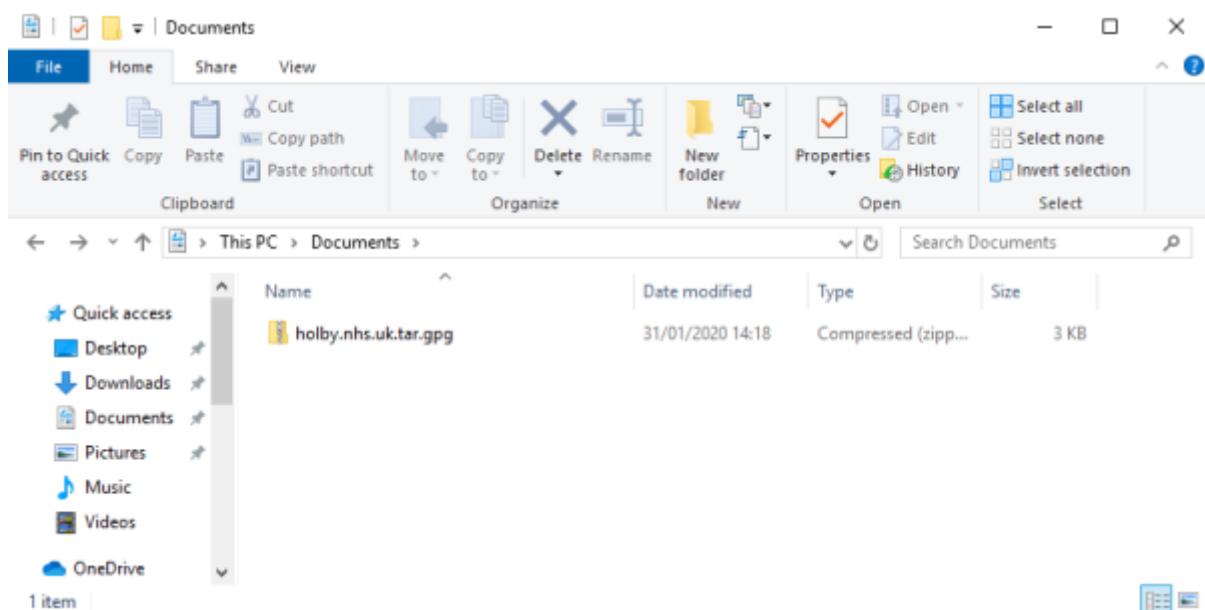 Documents
File Home Share View
Pin to Quick access Copy Paste Cut Copy path Paste shortcut
Move to Copy to Delete Rename
New folder
Properties Open Edit History
Select all Select none Invert selection
Clipboard Organize New Open Select
This PC > Documents > Search Documents
Name Date modified Type Size
holby.nhs.uk.tar.gpg 31/01/2020 14:18 Compressed (zipp... 3 KB
Quick access
Desktop
Downloads
Documents
Pictures
Music
Videos
OneDrive
1 item